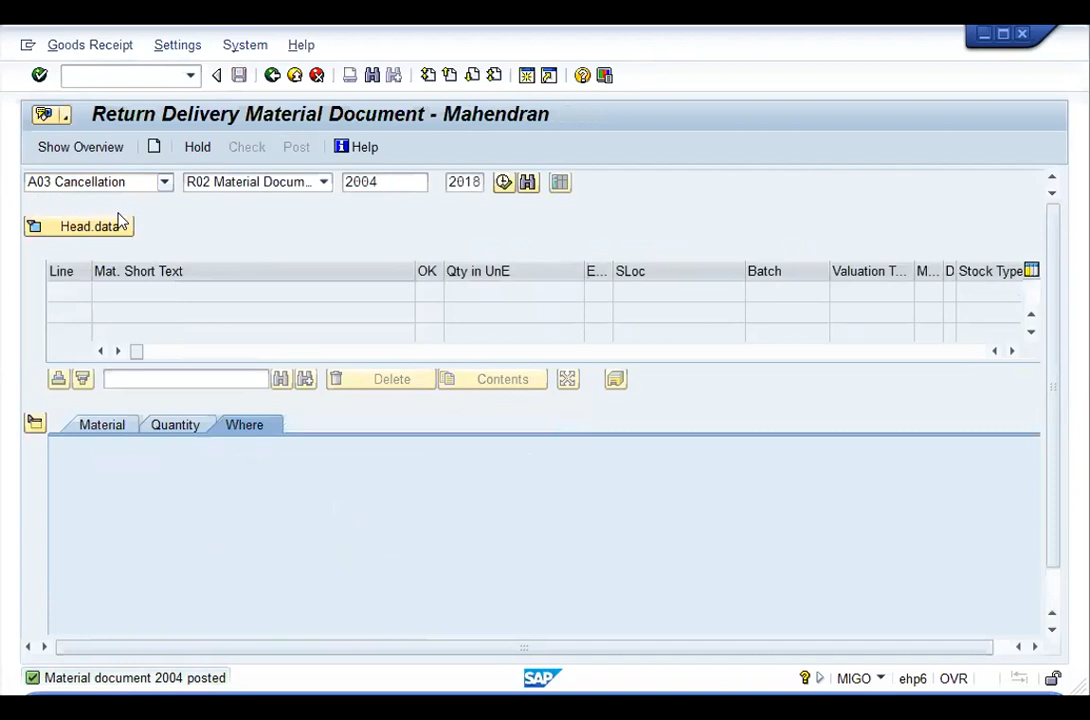 Goods Receipt Settings System Help
Return Delivery Material Document - Mahendran
Show Overview Hold Check Post Help
A03 Cancellation R02 Material Docum... 2004 2018
Head.data
Line Mat. Short Text OK Qty in UnE E... SLoc Batch Valuation T... M... D Stock Type
Delete Contents
Material Quantity Where
Material document 2004 posted SAP MIGO ehp6 OVR